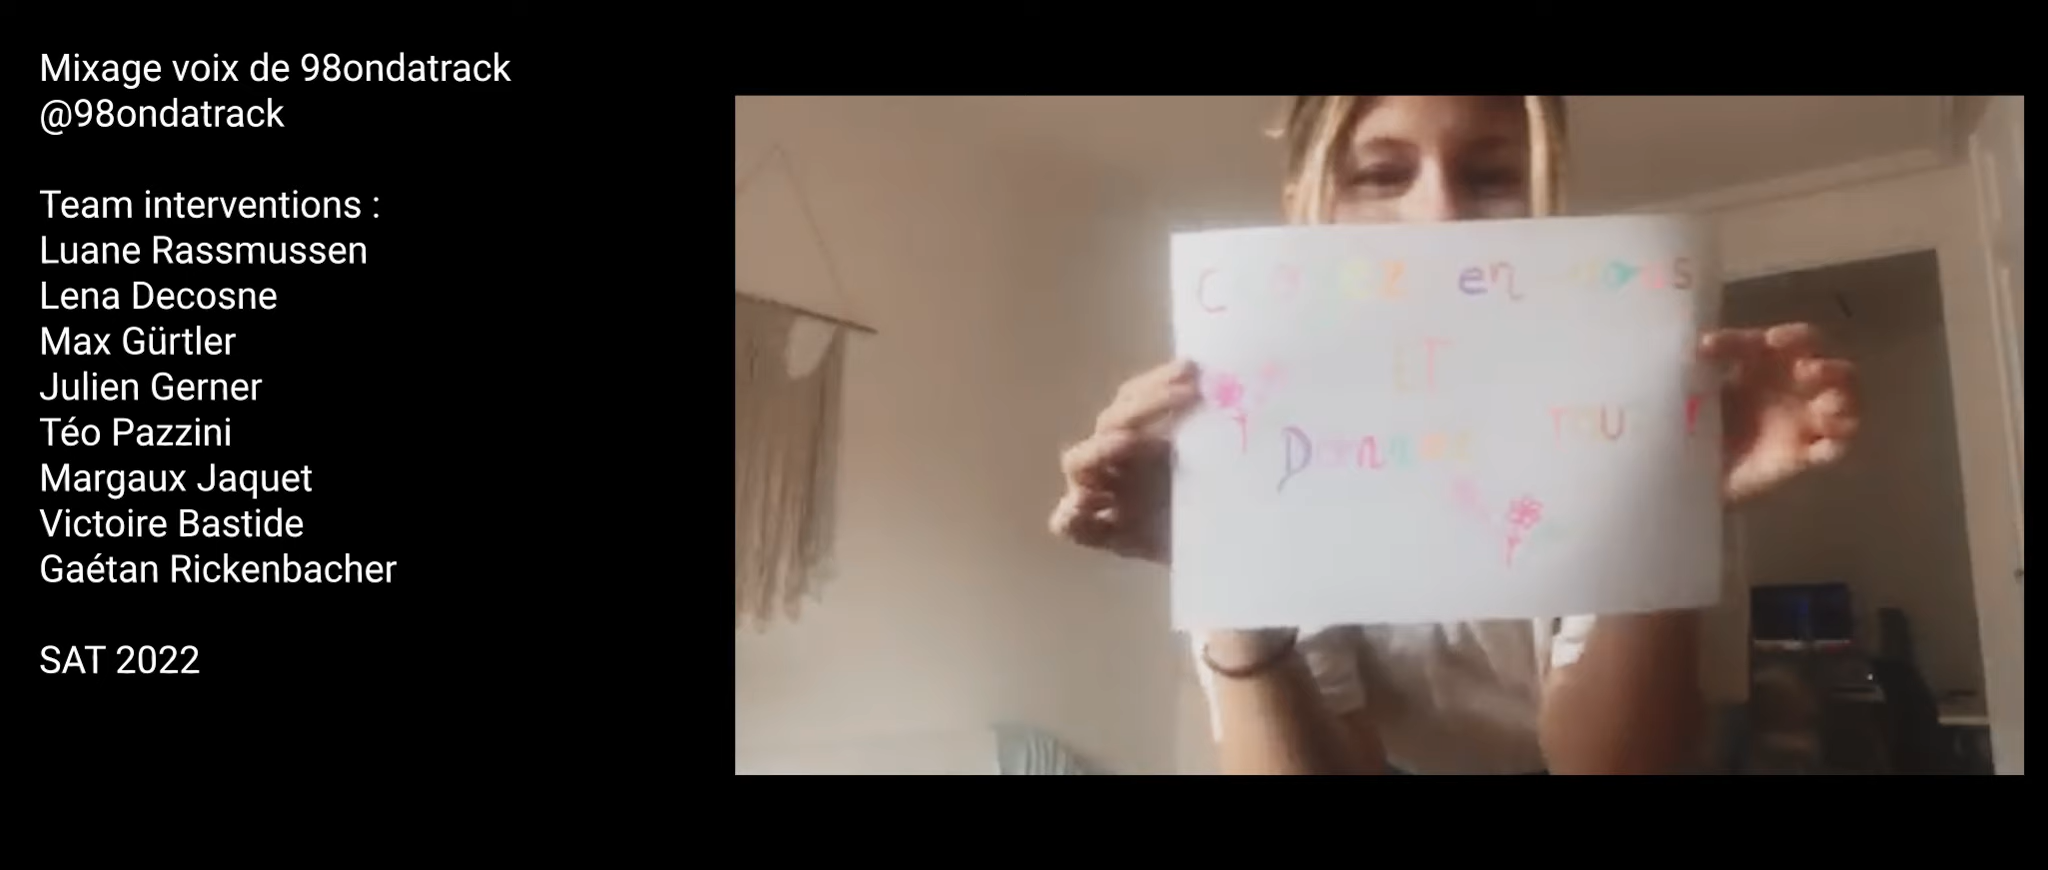 Mixage voix de 98ondatrack
@98ondatrack
Team interventions :
Luane Rassmussen
Lena Decosne
Max Gürtler
Julien Gerner
Téo Pazzini
Margaux Jaquet
Victoire Bastide
Gaétan Rickenbacher
SAT 2022
en
ET